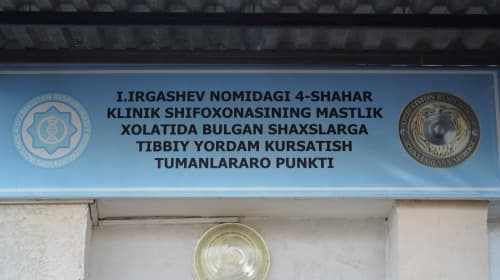 I.IRGASHEV NOMIDAGI 4-SHAHAR
KLINIK SHIFOXONASINING MASTLIK
XOLATIDA BULGAN SHAXSLARGA
TIBBIY YORDAM KURSATISH
TUMANLARARO PUNKTI